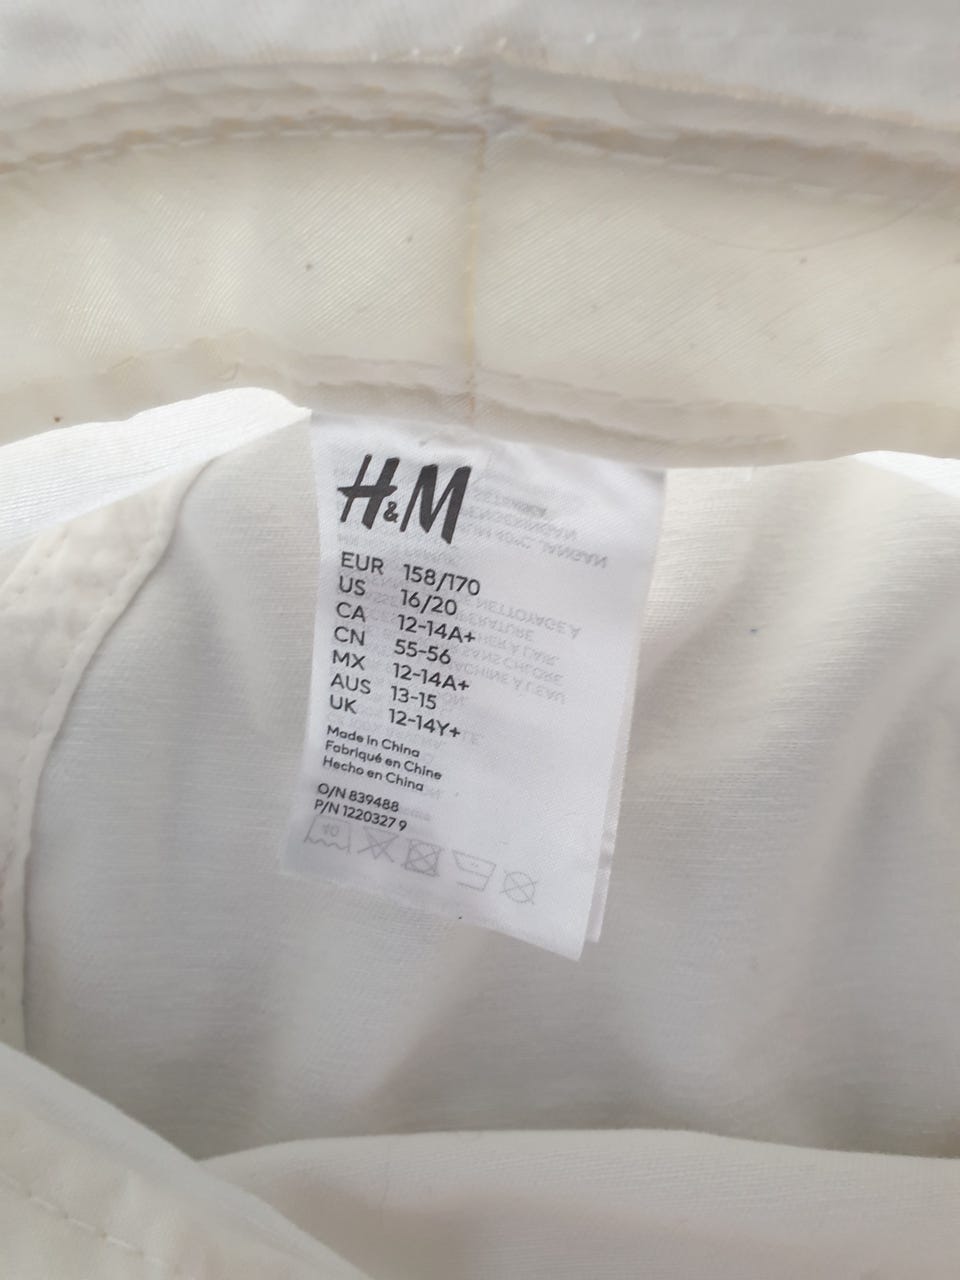 H&M
EUR 158/170
US 16/20
CA 12-14A+
CN 55-56
MX 12-14A+
AUS 13-15
UK 12-14Y+
Made in China
Fabriqué en Chine
Hecho en China
O/N 839488
P/N 1220327 9
40